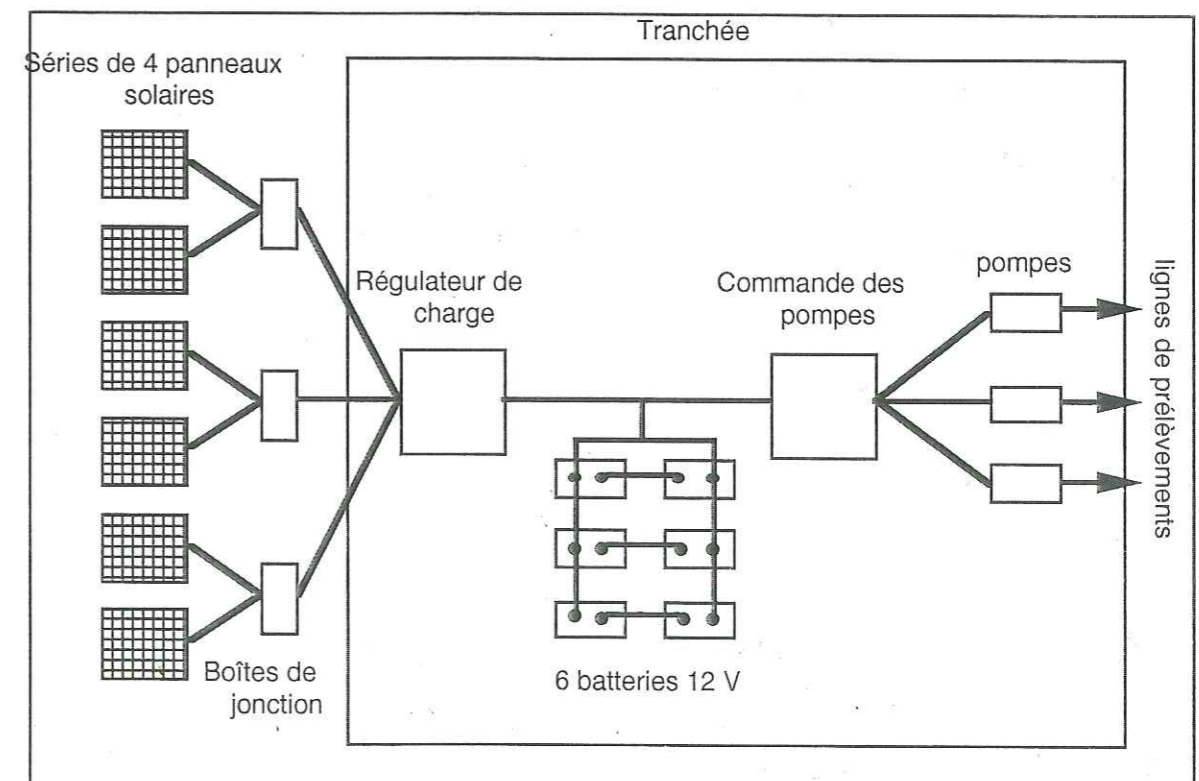 Tranchée
Séries de 4 panneaux
solaires
Régulateur de
charge
Commande des
pompes
pompes
lignes de prélèvements
6 batteries 12 V
Boîtes de
jonction